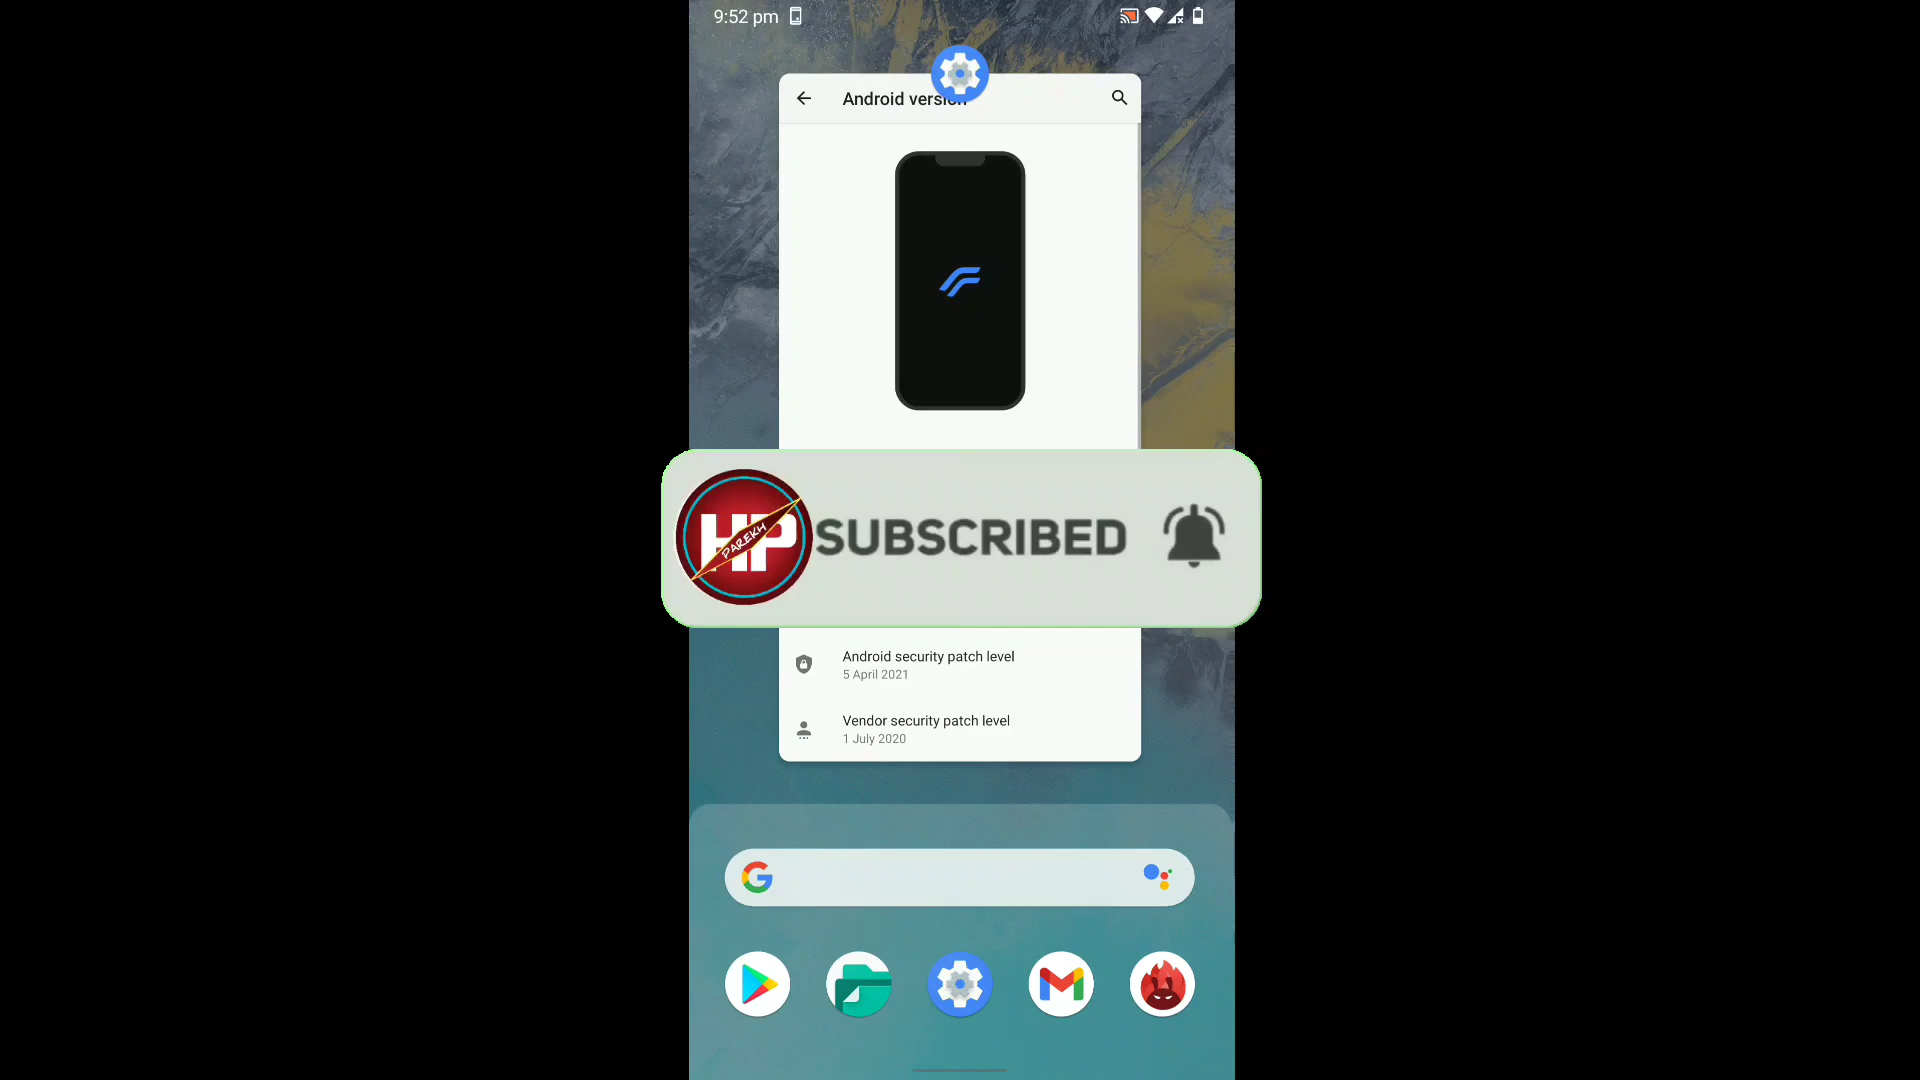 9:52 pm
Android version
HP
PAREKH
SUBSCRIBED
Android security patch level
5 April 2021
Vendor security patch level
1 July 2020